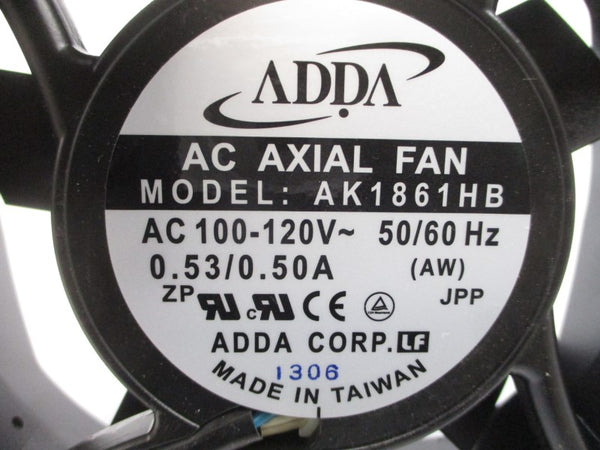 ADDA
AC AXIAL FAN
MODEL: AK1861HB
AC 100-120V~ 50/60 Hz
0.53/0.50A (AW)
ZP c CE JPP
ADDA CORP. LF
1306
MADE IN TAIWAN